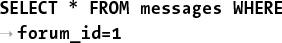 SELECT * FROM messages WHERE
→ forum_id=1